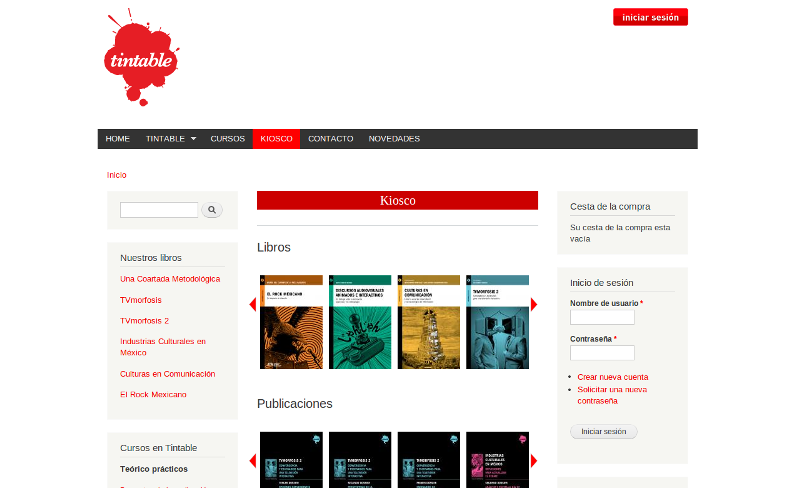 tintable
iniciar sesión
HOME
TINTABLE
CURSOS
KIOSCO
CONTACTO
NOVEDADES
Inicio
Nuestros libros
Una Coartada Metodológica
TVmorfosis
TVmorfosis 2
Industrias Culturales en
México
Culturas en Comunicación
El Rock Mexicano
Cursos en Tintable
Teórico prácticos
Kiosco
Libros
EL ROCK MEXICANO
DISCURSOS AUDIOVISUALES
ANIMADOS E INTERACTIVOS
CULTURAS EN
COMUNICACIÓN
TVMORFOSIS 2
Publicaciones
TVMORFOSIS 2
TVMORFOSIS 2
TVMORFOSIS 2
INDUSTRIAS
CULTURALES
EN MÉXICO
Cesta de la compra
Su cesta de la compra esta
vacía
Inicio de sesión
Nombre de usuario *
Contraseña *
Crear nueva cuenta
Solicitar una nueva
contraseña
Iniciar sesión